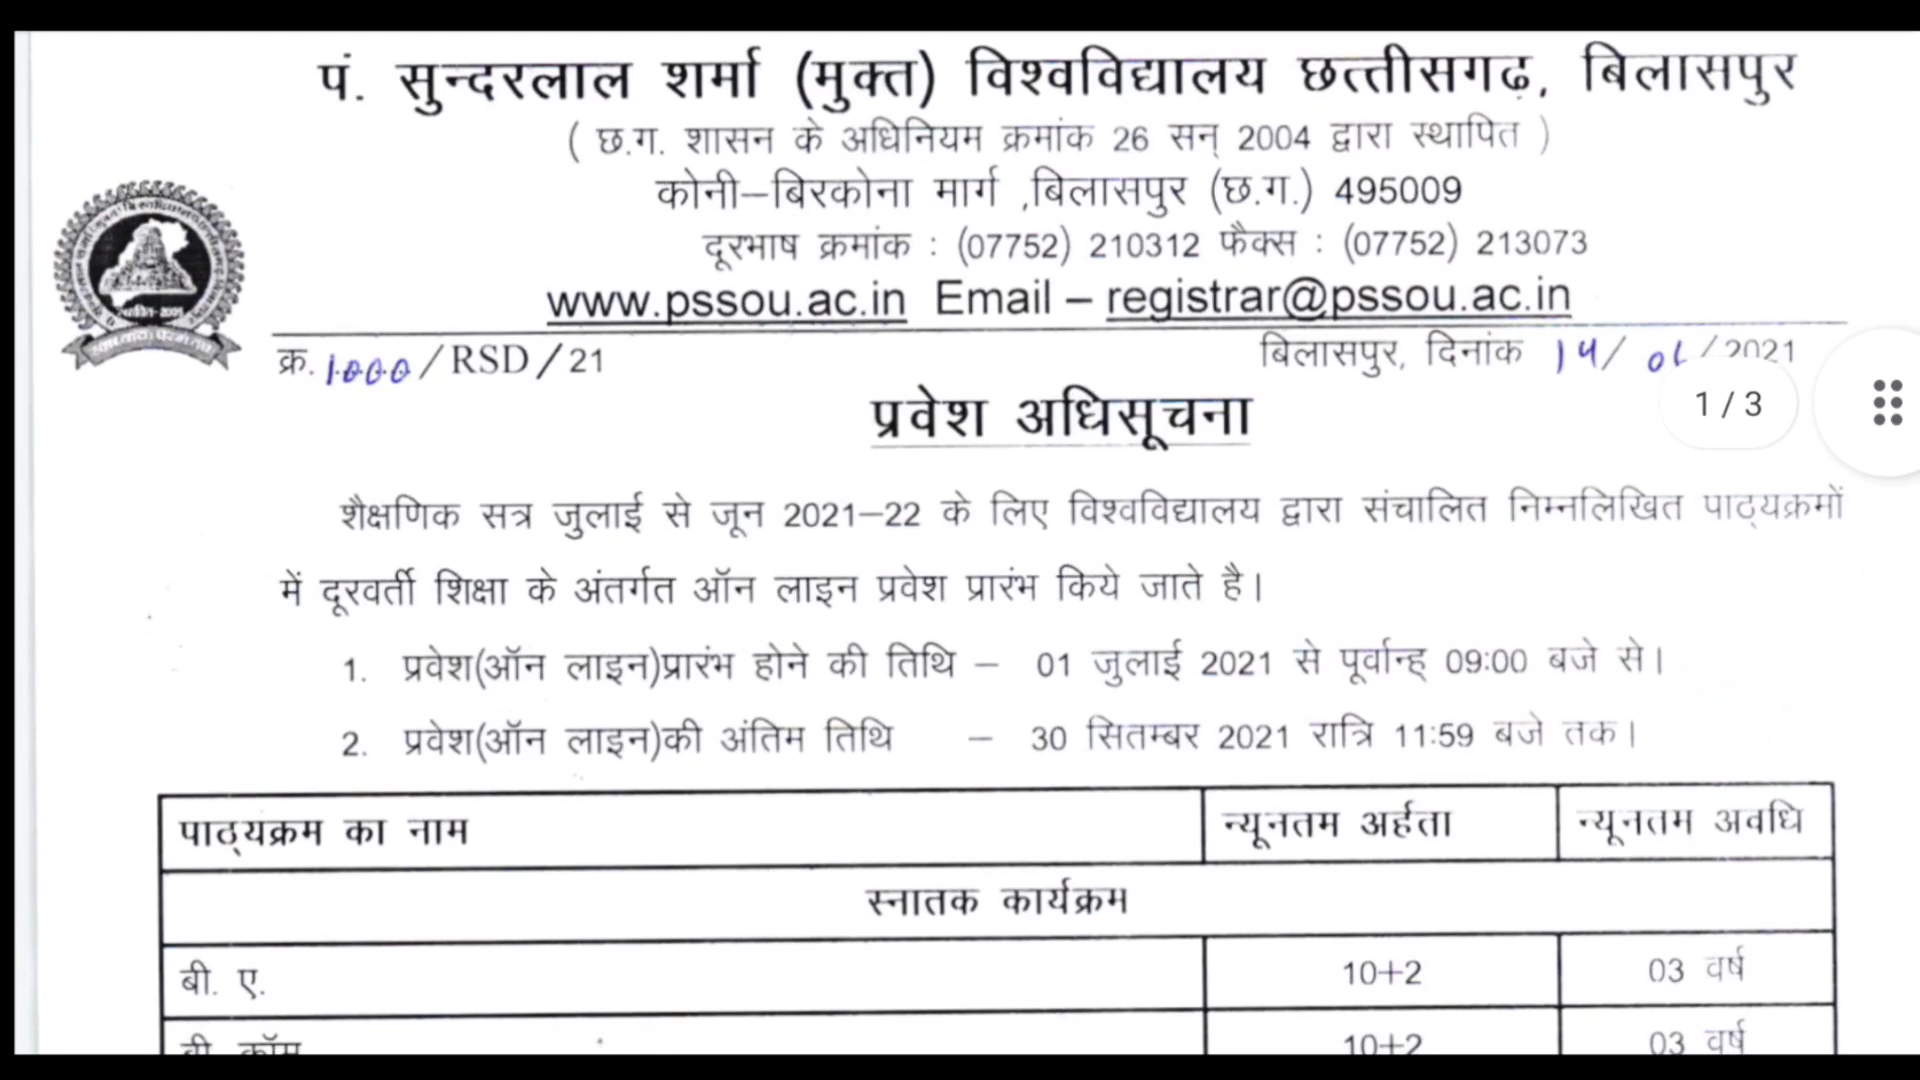 पं. सुन्दरलाल शर्मा (मुक्त) विश्वविद्यालय छत्तीसगढ़, बिलासपुर
( छ.ग. शासन के अधिनियम क्रमांक 26 सन् 2004 द्वारा स्थापित )
कोनी–बिरकोना मार्ग ,बिलासपुर (छ.ग.) 495009
दूरभाष क्रमांक : (07752) 210312 फैक्स : (07752) 213073
www.pssou.ac.in Email – registrar@pssou.ac.in
क्र. 1000/RSD/21 बिलासपुर, दिनांक /2021
1 / 3
प्रवेश अधिसूचना
शैक्षणिक सत्र जुलाई से जून 2021–22 के लिए विश्वविद्यालय द्वारा संचालित निम्नलिखित पाठ्यक्रमों
में दूरवर्ती शिक्षा के अंतर्गत ऑन लाइन प्रवेश प्रारंभ किये जाते है।
1. प्रवेश(ऑन लाइन)प्रारंभ होने की तिथि – 01 जुलाई 2021 से पूर्वान्ह् 09:00 बजे से।
2. प्रवेश(ऑन लाइन)की अंतिम तिथि – 30 सितम्बर 2021 रात्रि 11:59 बजे तक।
पाठ्यक्रम का नाम न्यूनतम अर्हता न्यूनतम अवधि
स्नातक कार्यक्रम
बी. ए. 10+2 03 वर्ष
बी. कॉम 10+2 03 वर्ष